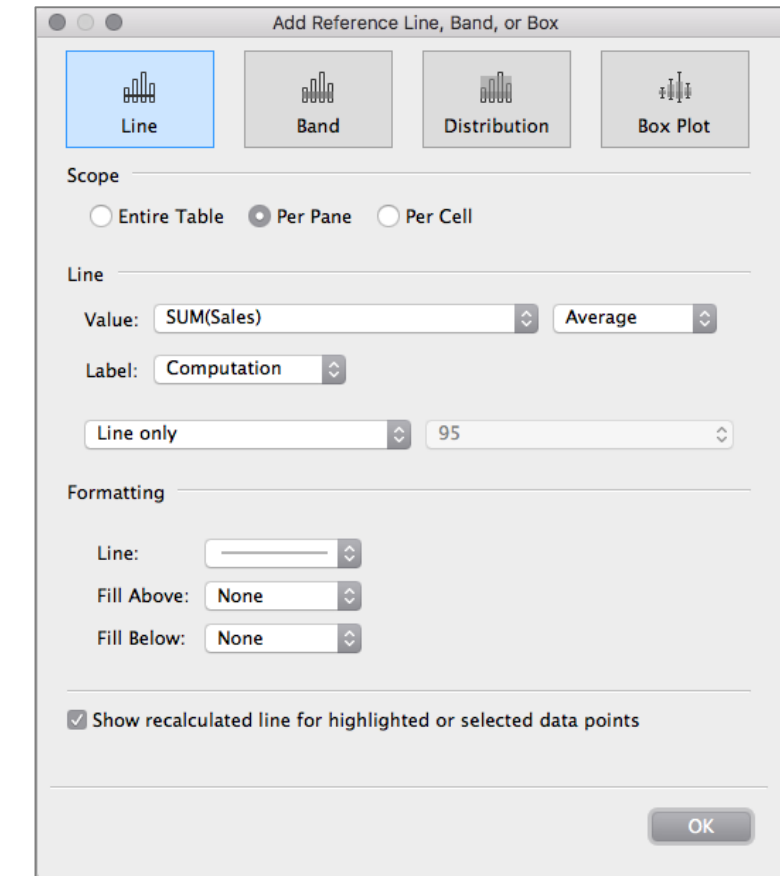 Add Reference Line, Band, or Box
Line Band Distribution Box Plot
Scope
Entire Table Per Pane Per Cell
Line
Value: SUM(Sales) Average
Label: Computation
Line only 95
Formatting
Line:
Fill Above: None
Fill Below: None
Show recalculated line for highlighted or selected data points
OK